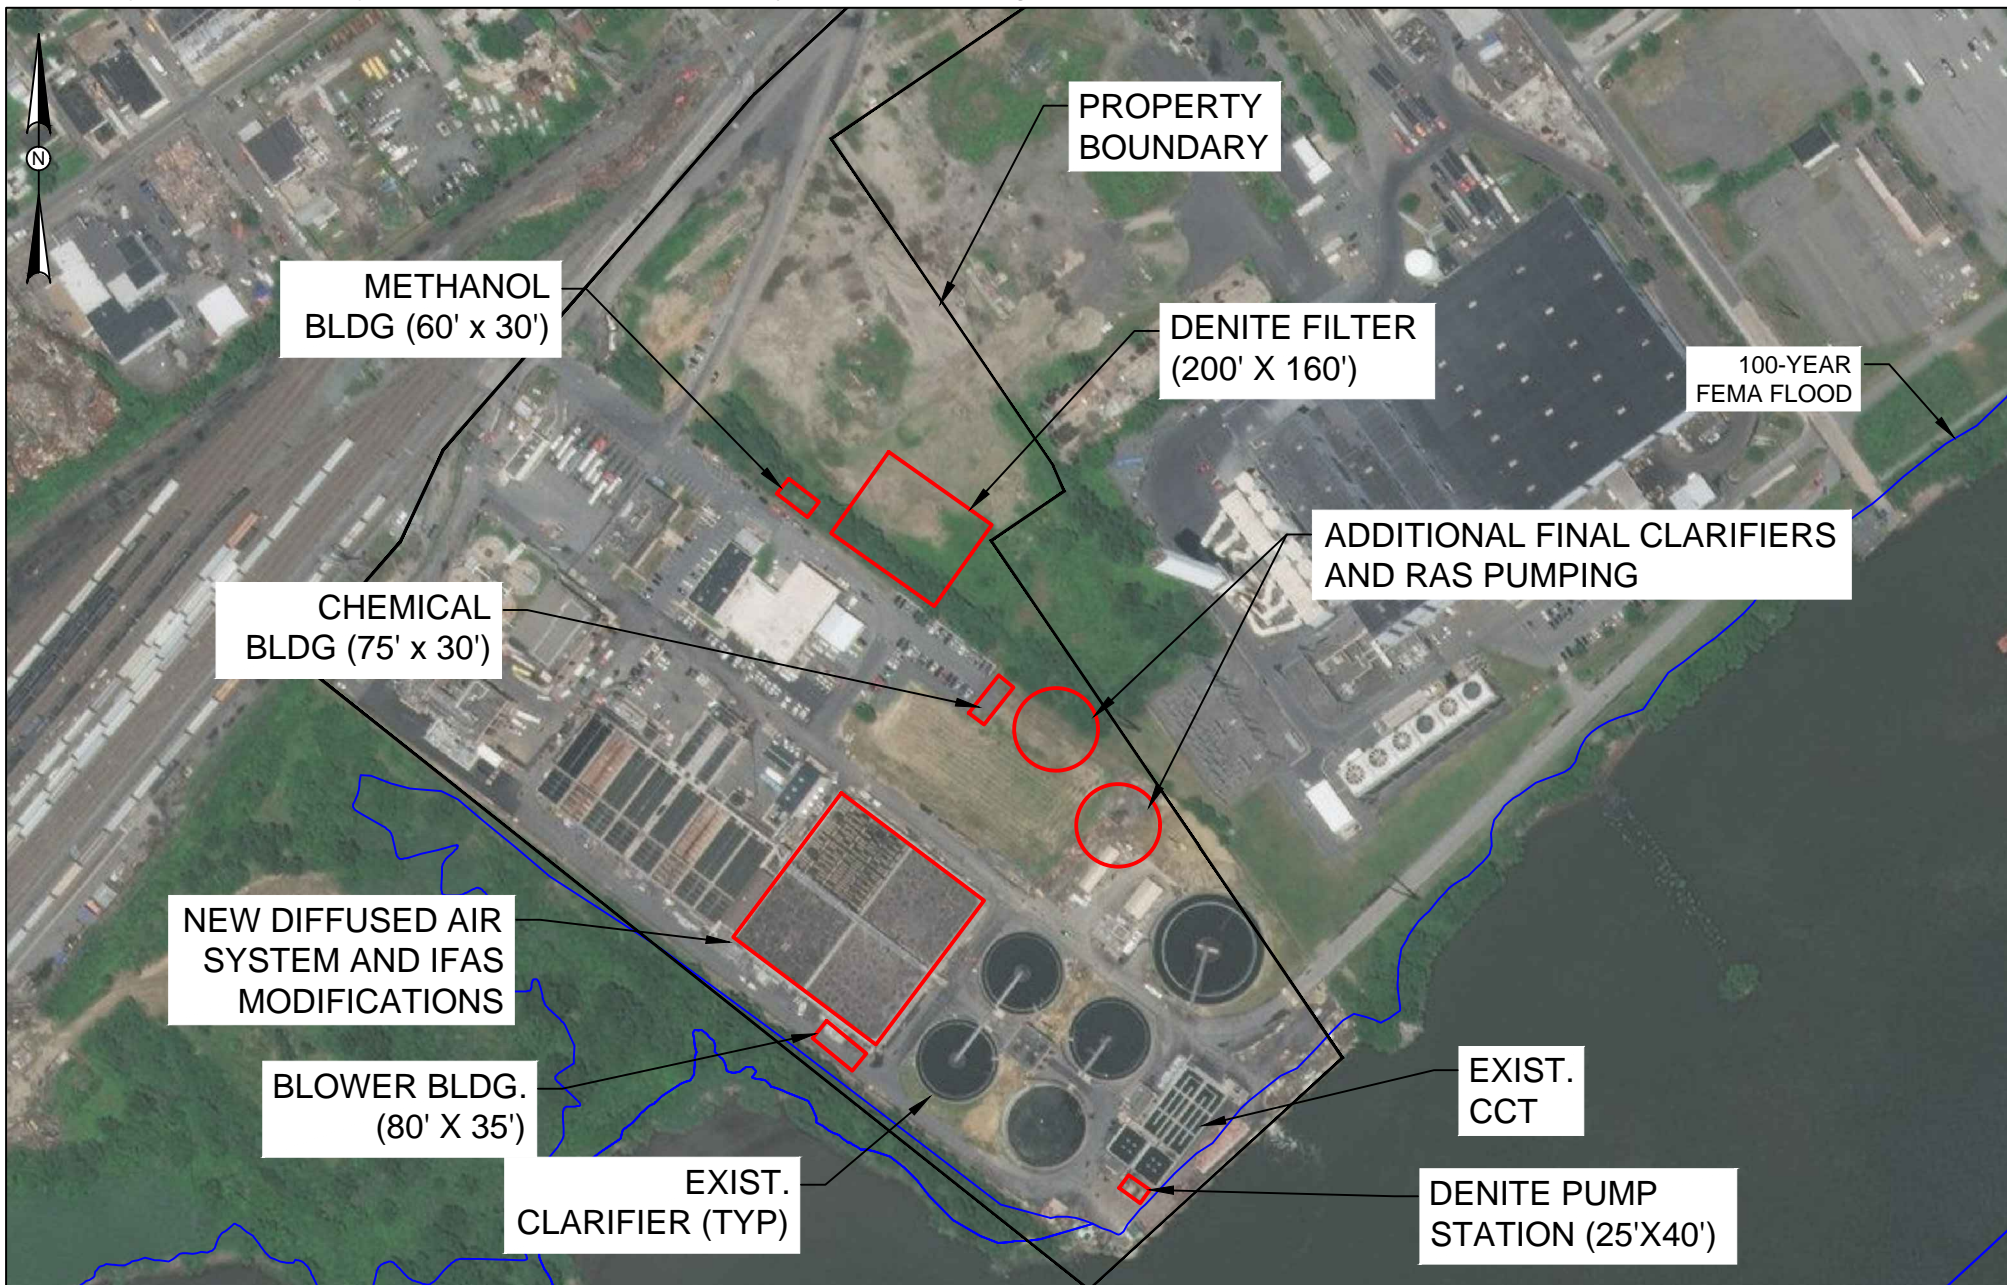 N
PROPERTY
BOUNDARY
METHANOL
BLDG (60' x 30')
DENITE FILTER
(200' X 160')
100-YEAR
FEMA FLOOD
ADDITIONAL FINAL CLARIFIERS
AND RAS PUMPING
CHEMICAL
BLDG (75' x 30')
NEW DIFFUSED AIR
SYSTEM AND IFAS
MODIFICATIONS
BLOWER BLDG.
(80' X 35')
EXIST.
CCT
EXIST.
CLARIFIER (TYP)
DENITE PUMP
STATION (25'X40')